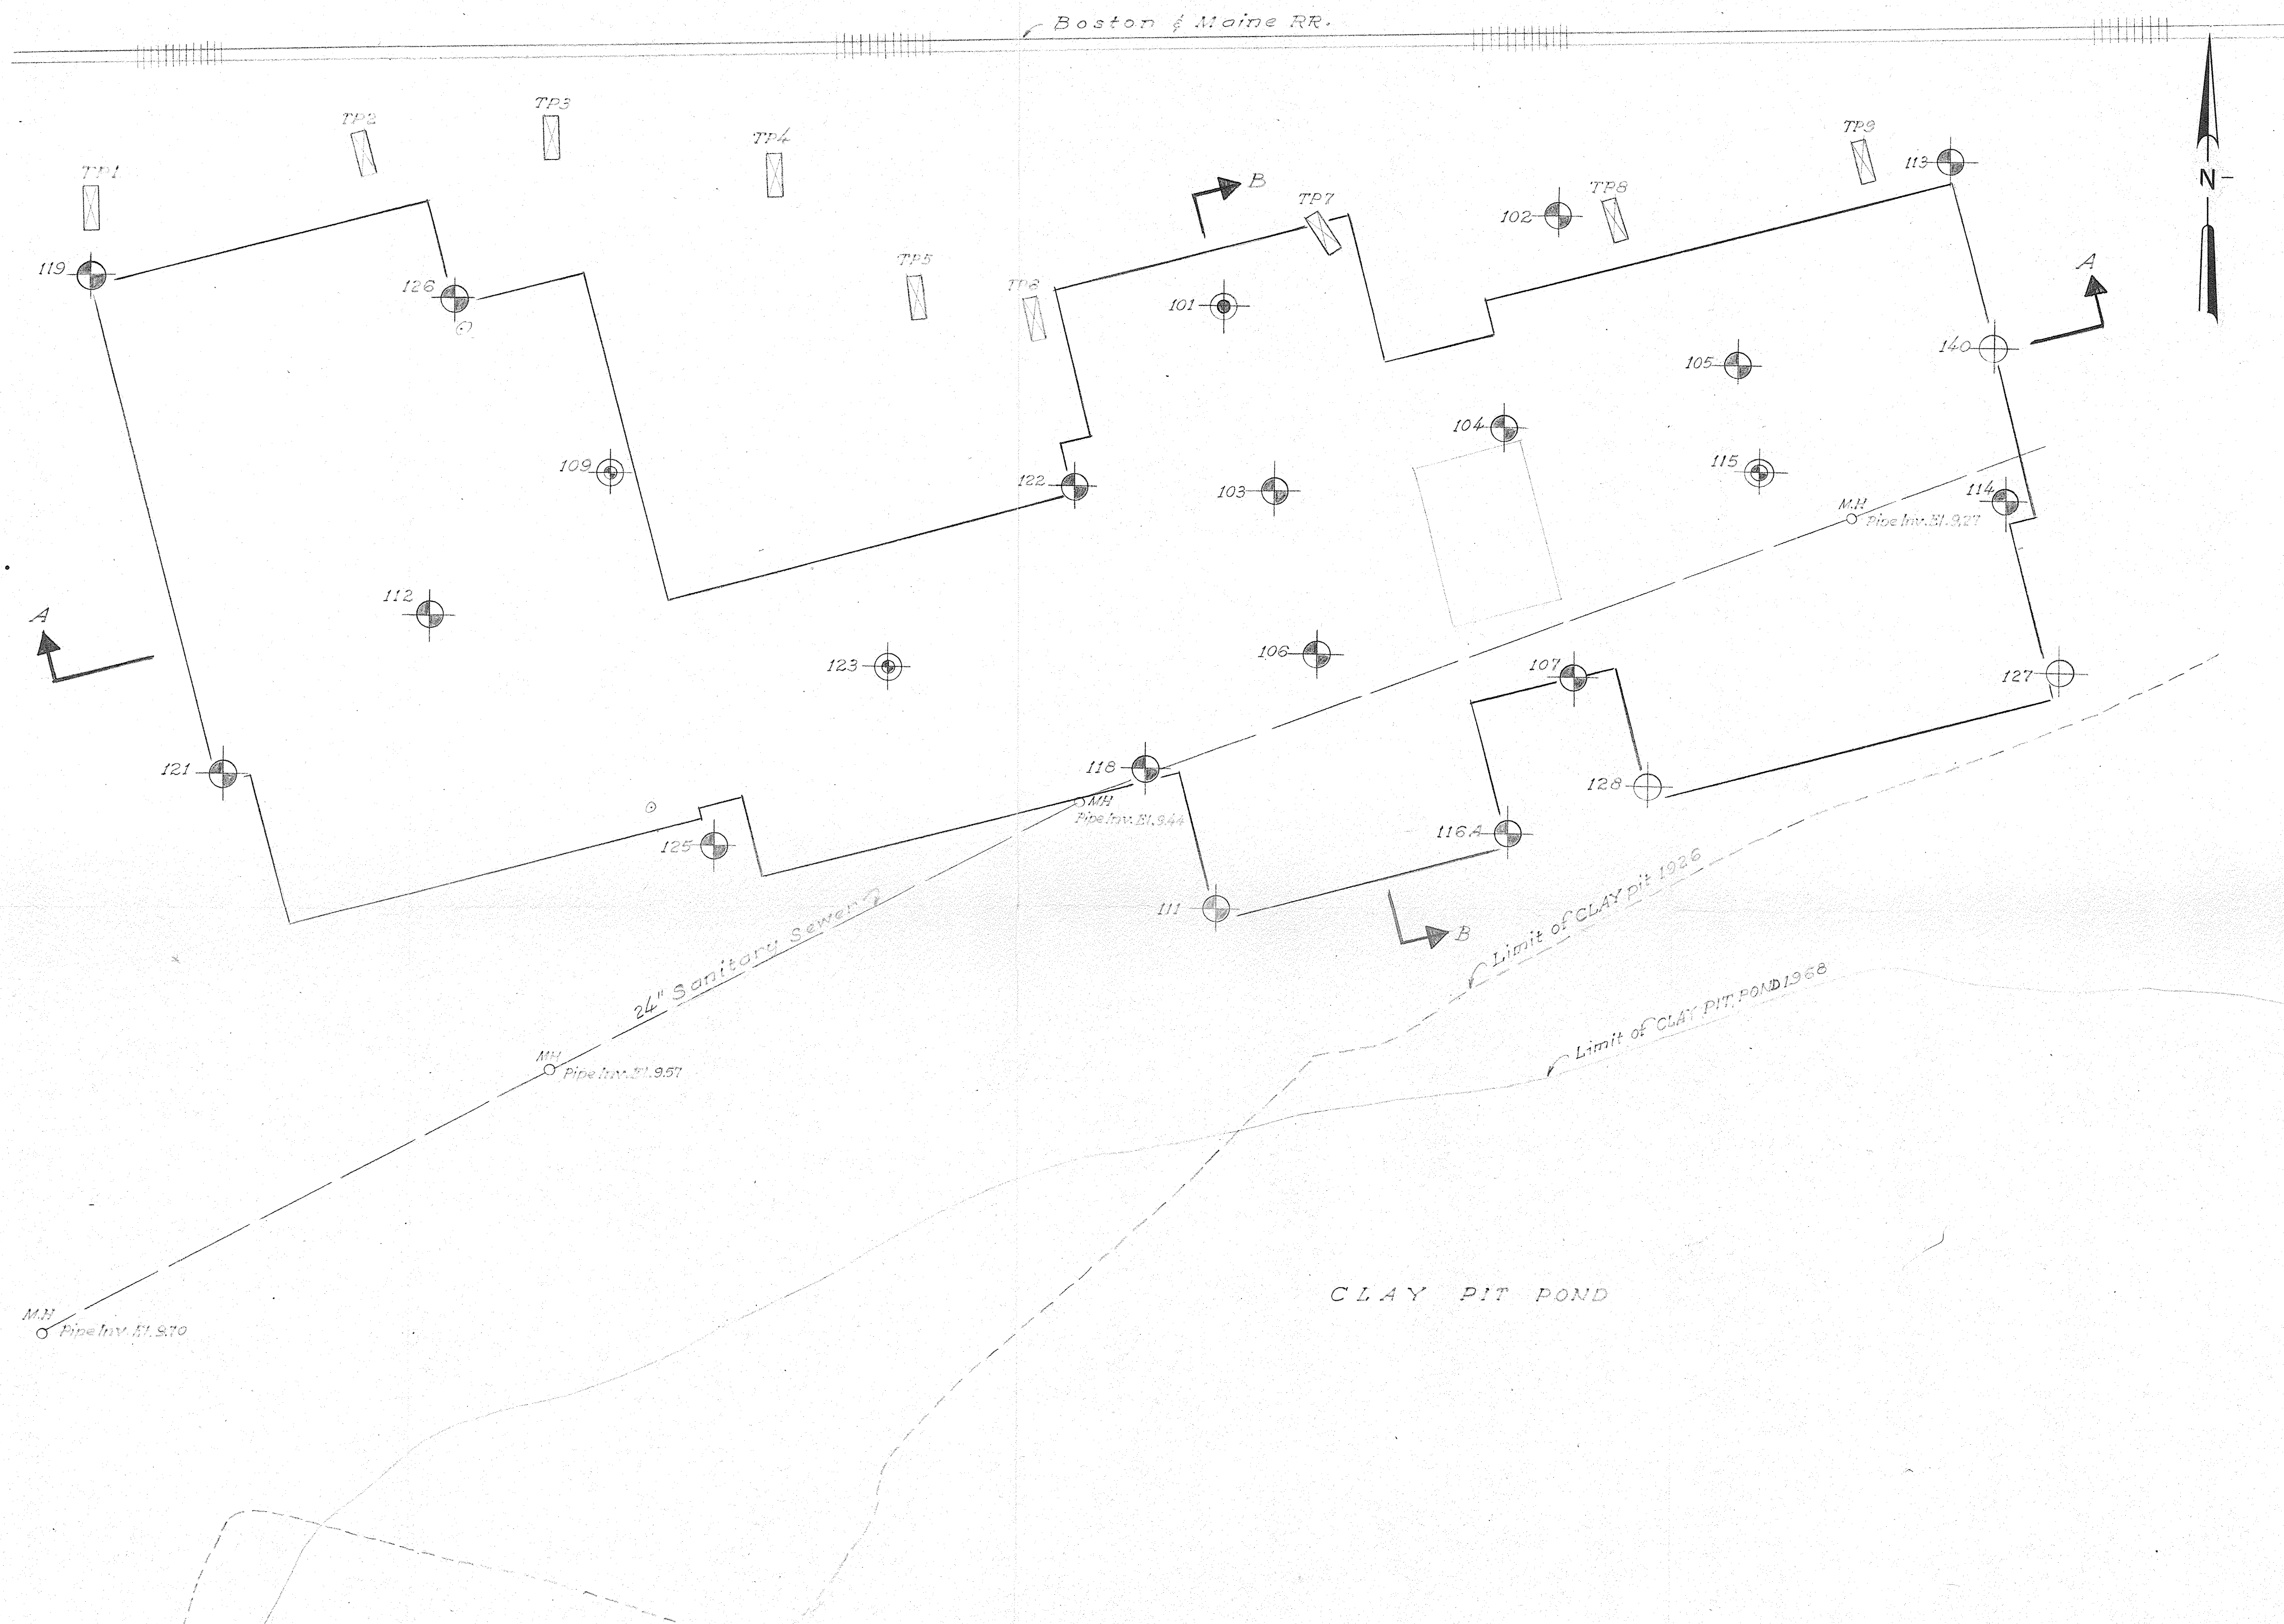 Boston & Maine RR.
TP1
TP2
TP3
TP4
TP5
TP6
TP7
TP8
TP9
113
N
102
B
119
126
101
A
140
105
104
109
122
103
115
114
M.H
Pipe Inv. El. 9.27
112
A
123
106
107
127
121
118
MH
Pipe Inv. El. 9.44
128
116A
125
111
B
24" Sanitary Sewer
Limit of CLAY pit 1926
Limit of CLAY PIT POND 1968
MH
Pipe Inv. El. 9.57
CLAY PIT POND
M.H
Pipe Inv. El. 9.70